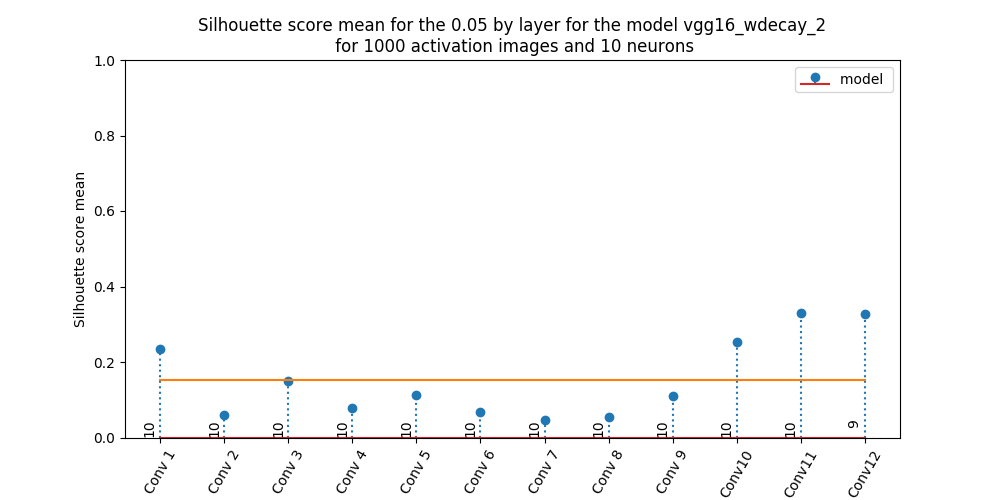 Silhouette score mean for the 0.05 by layer for the model vgg16_wdecay_2
for 1000 activation images and 10 neurons
1.0
0.8
0.6
0.4
0.2
0.0
Silhouette score mean
model
10
10
10
10
10
10
10
10
10
10
10
9
Conv 1
Conv 2
Conv 3
Conv 4
Conv 5
Conv 6
Conv 7
Conv 8
Conv 9
Conv10
Conv11
Conv12